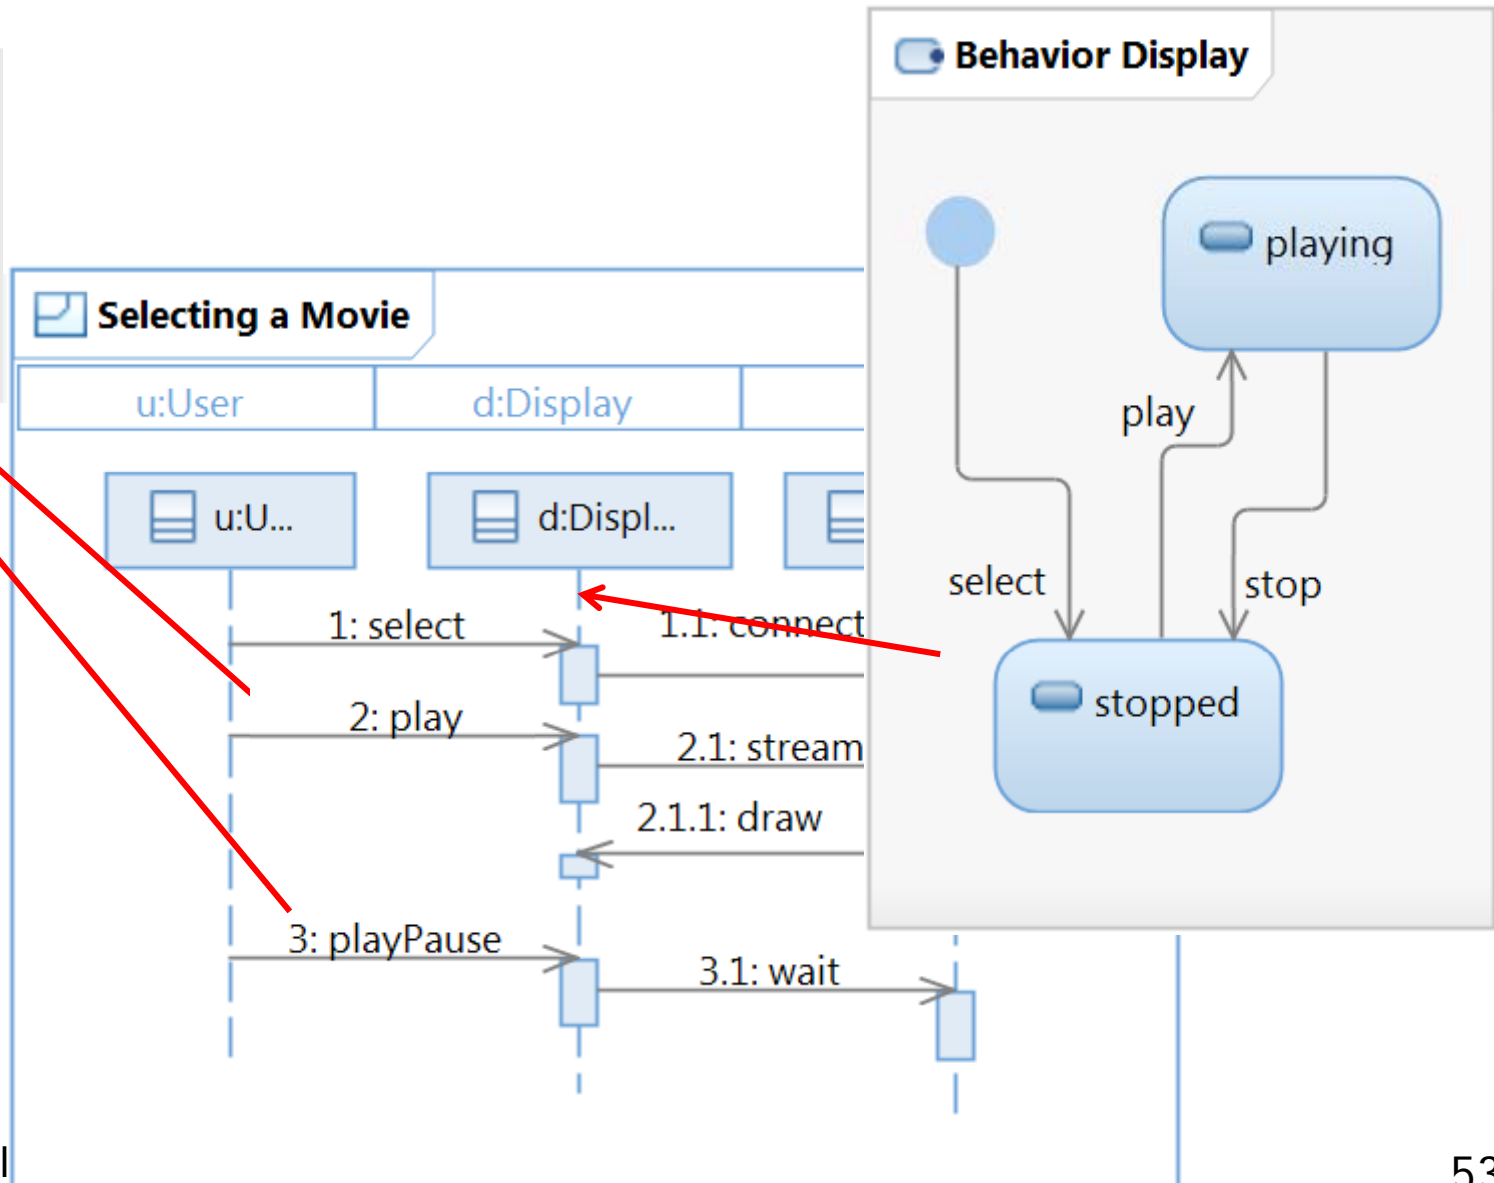 Behavior Display
playing
play
select
stop
stopped
Selecting a Movie
u:User
d:Display
u:U...
d:Displ...
1: select
1.1: connect
2: play
2.1: stream
2.1.1: draw
3: playPause
3.1: wait
53